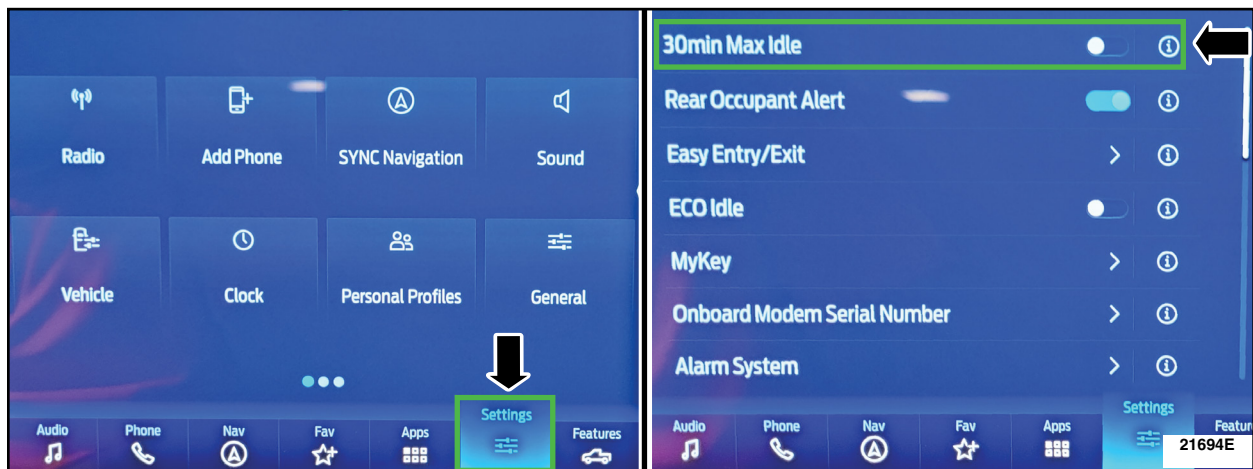 Radio
Add Phone
SYNC Navigation
Sound
Vehicle
Clock
Personal Profiles
General
Audio
Phone
Nav
Fav
Apps
Settings
Features
30min Max Idle
Rear Occupant Alert
Easy Entry/Exit
ECO Idle
MyKey
Onboard Modem Serial Number
Alarm System
Audio
Phone
Nav
Fav
Apps
Settings
Featur
21694E